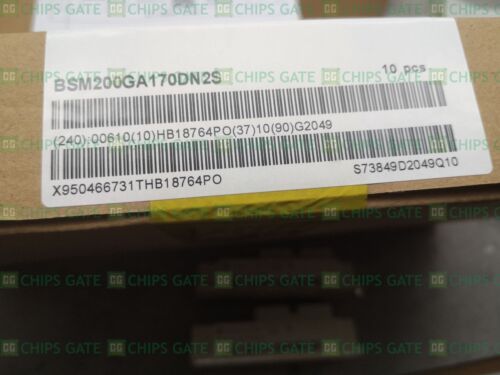 BSM200GA170DN2S
10 pcs
(240):00610(10)HB18764PO(37)10(90)G2049
X950466731THB18764PO
S73849D2049Q10
CHIPS GATE